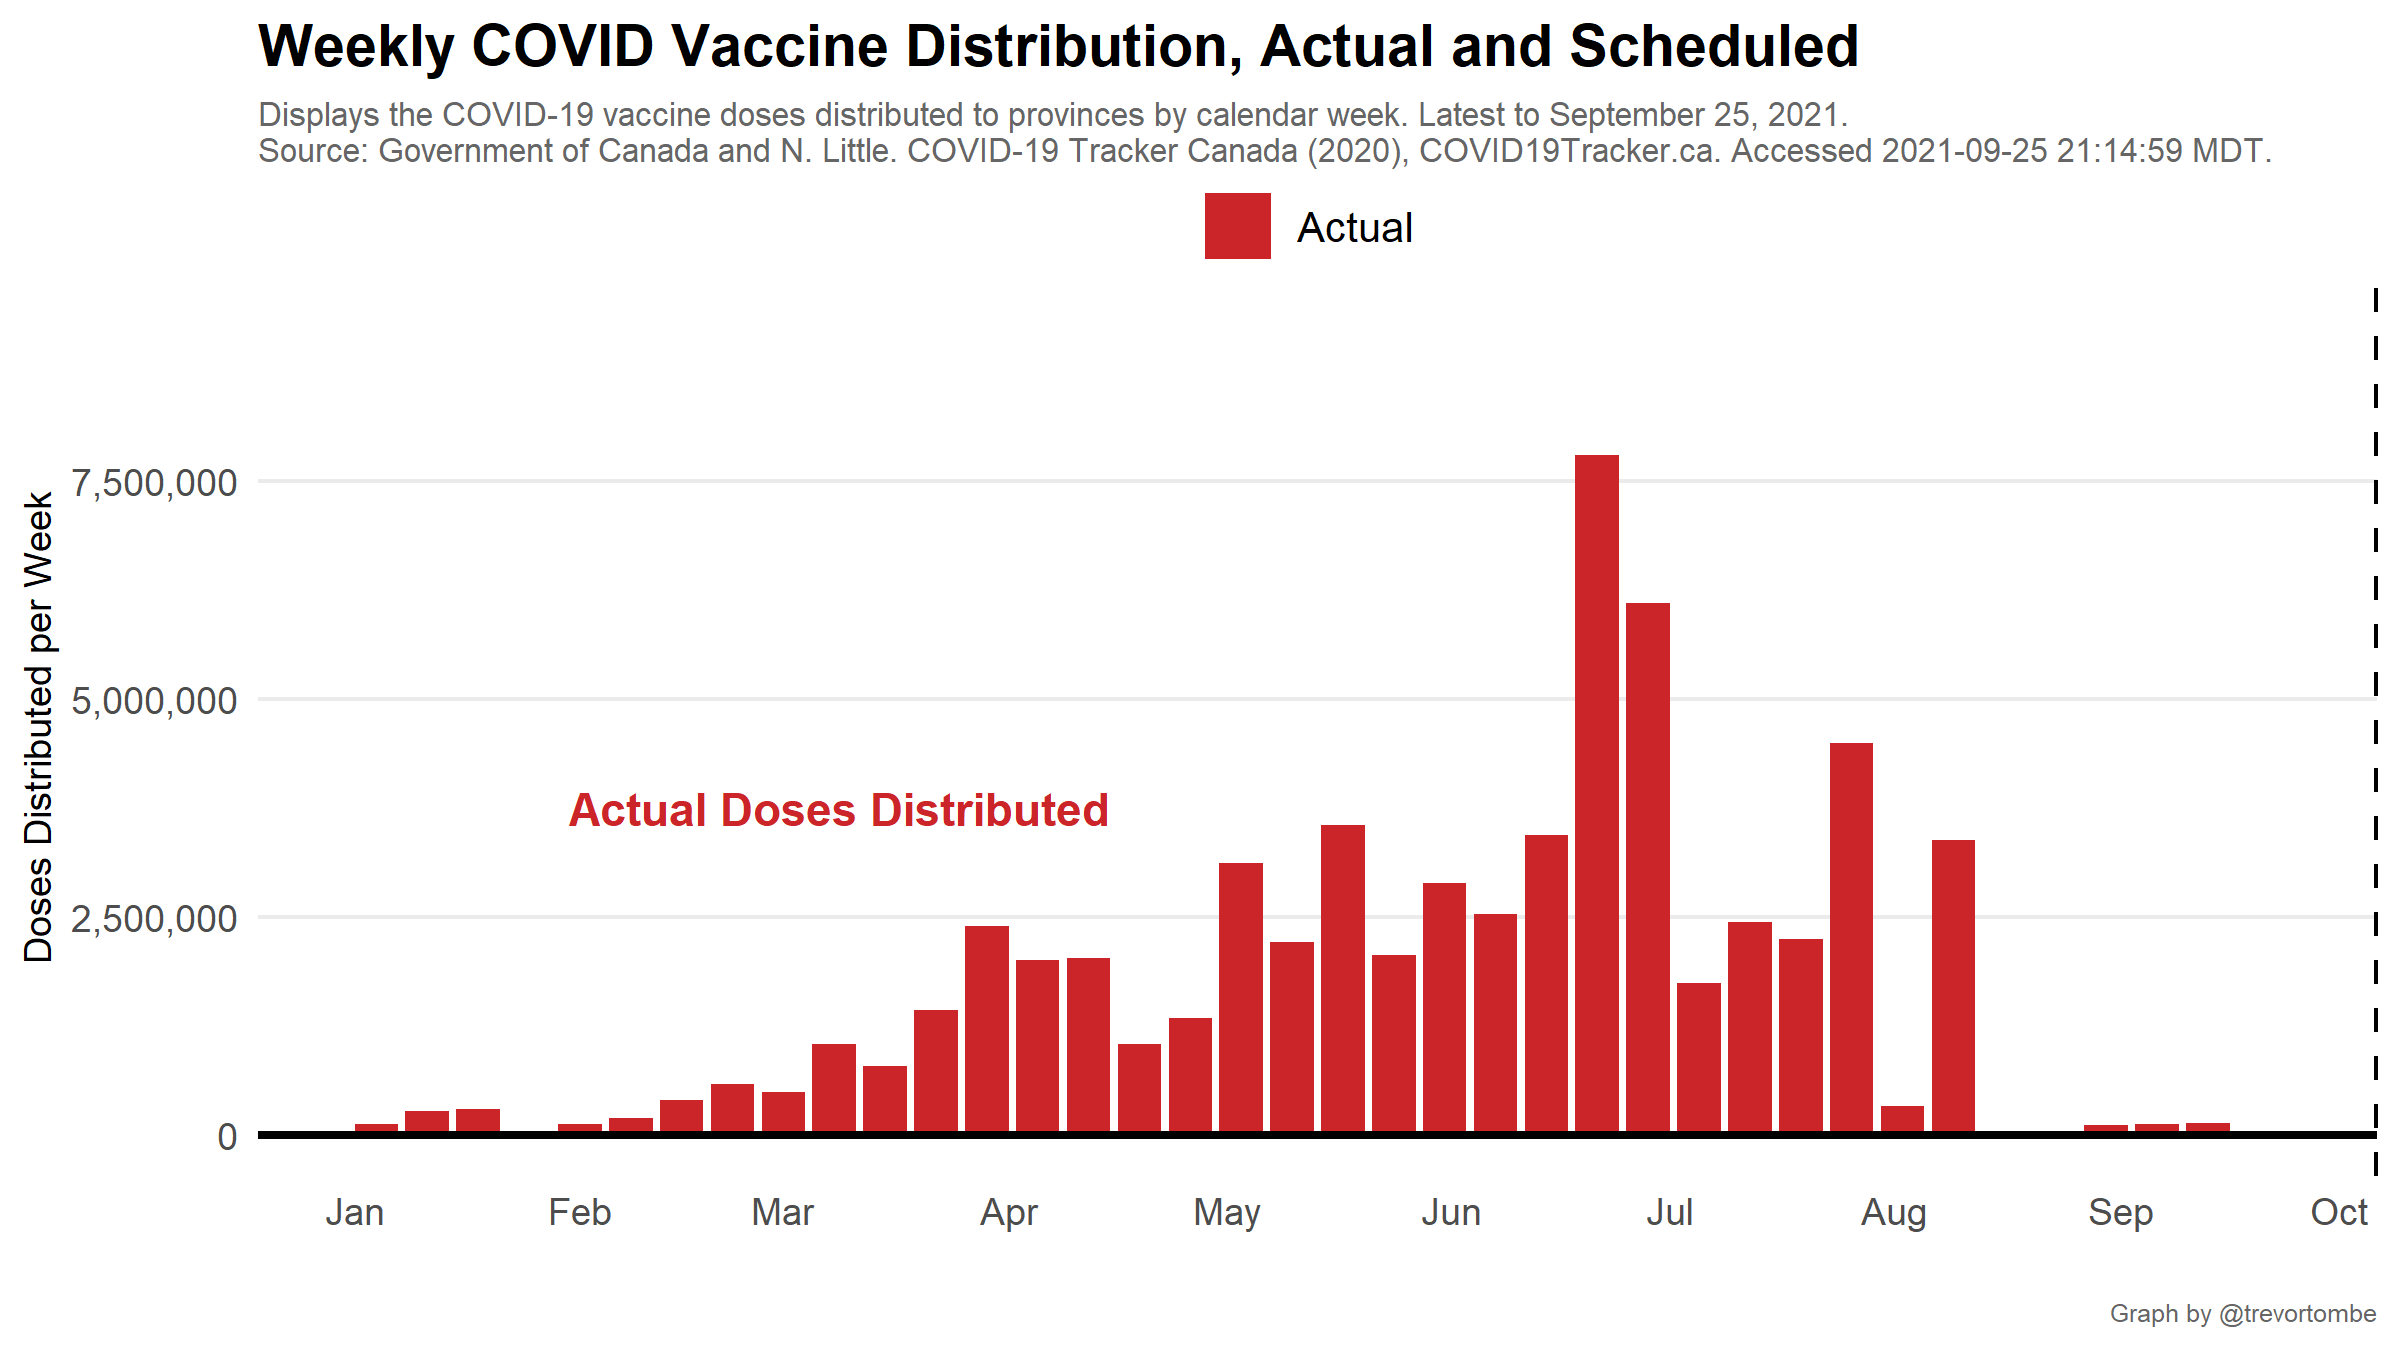 Weekly COVID Vaccine Distribution, Actual and Scheduled
Displays the COVID-19 vaccine doses distributed to provinces by calendar week. Latest to September 25, 2021.
Source: Government of Canada and N. Little. COVID-19 Tracker Canada (2020), COVID19Tracker.ca. Accessed 2021-09-25 21:14:59 MDT.
Actual
Doses Distributed per Week
7,500,000
5,000,000
2,500,000
0
Actual Doses Distributed
Jan Feb Mar Apr May Jun Jul Aug Sep Oct
Graph by @trevortombe